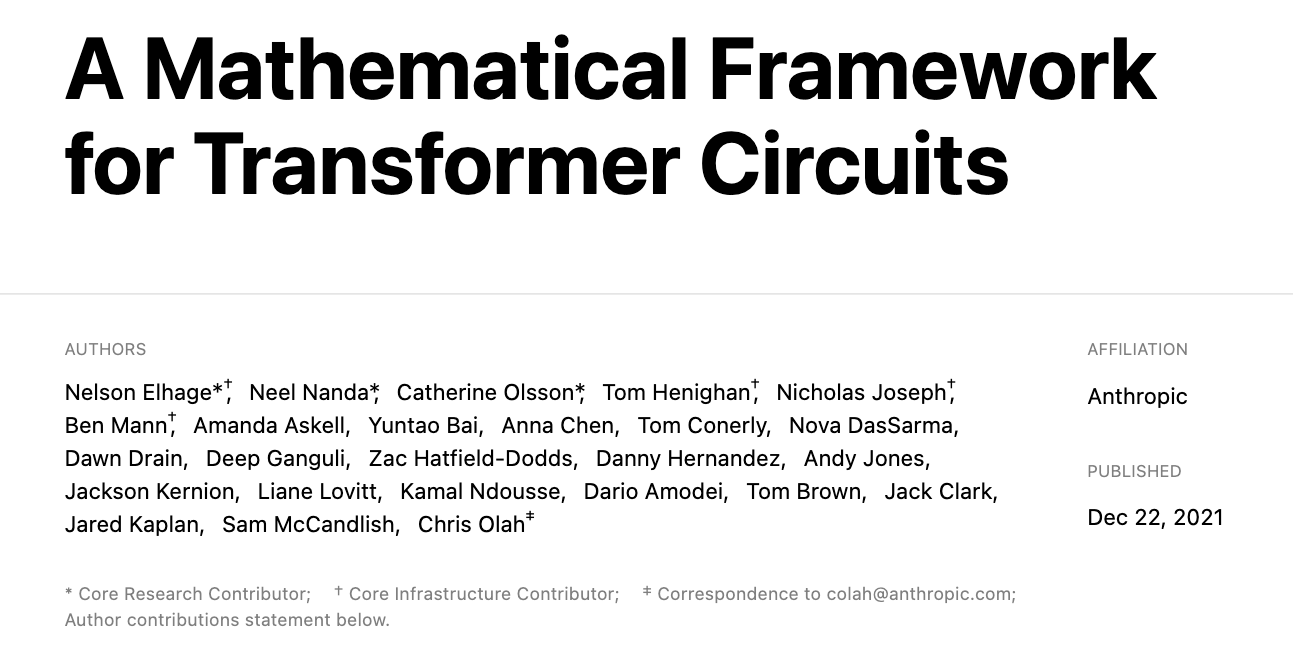 A Mathematical Framework
for Transformer Circuits
AUTHORS
Nelson Elhage*†, Neel Nanda*, Catherine Olsson*, Tom Henighan†, Nicholas Joseph†,
Ben Mann†, Amanda Askell, Yuntao Bai, Anna Chen, Tom Conerly, Nova DasSarma,
Dawn Drain, Deep Ganguli, Zac Hatfield-Dodds, Danny Hernandez, Andy Jones,
Jackson Kernion, Liane Lovitt, Kamal Ndousse, Dario Amodei, Tom Brown, Jack Clark,
Jared Kaplan, Sam McCandlish, Chris Olah‡
* Core Research Contributor; † Core Infrastructure Contributor; ‡ Correspondence to colah@anthropic.com;
Author contributions statement below.
AFFILIATION
Anthropic
PUBLISHED
Dec 22, 2021